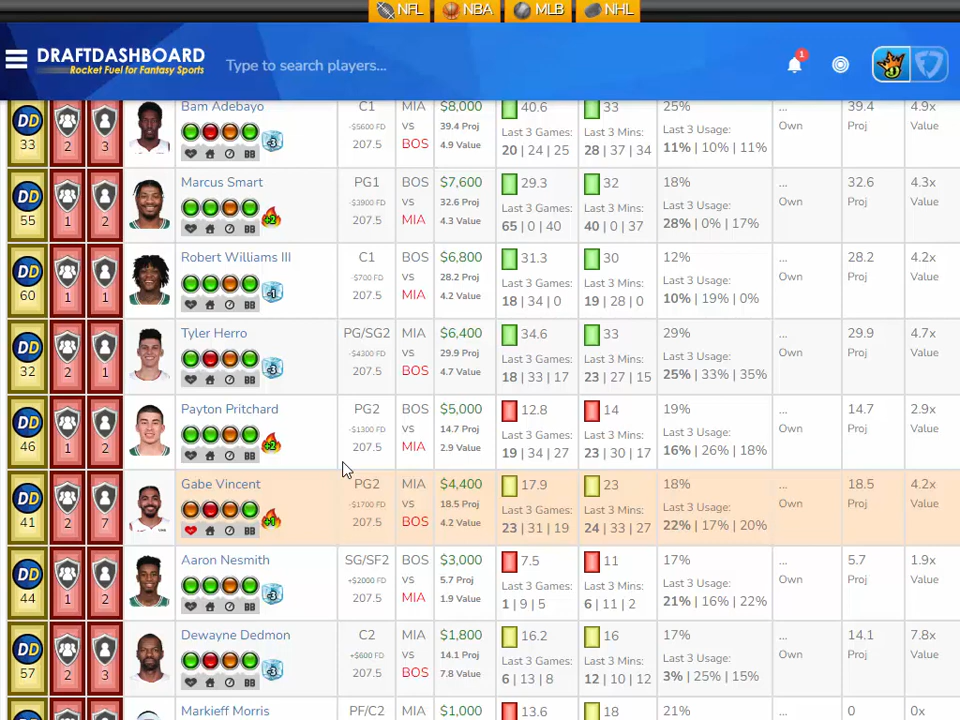 NFL NBA MLB NHL
DRAFTDASHBOARD
Rocket Fuel for Fantasy Sports
Type to search players...
1
DD 33 2 3 Bam Adebayo C1 MIA $8,000 40.6 33 25% ... 39.4 4.9x
-$5600 FD VS 39.4 Proj Last 3 Games: Last 3 Mins: Last 3 Usage: Own Proj Value
207.5 BOS 4.9 Value 20 | 24 | 25 28 | 37 | 34 11% | 10% | 11%
BB -3
DD 55 1 2 Marcus Smart PG1 BOS $7,600 29.3 32 18% ... 32.6 4.3x
-$3900 FD VS 32.6 Proj Last 3 Games: Last 3 Mins: Last 3 Usage: Own Proj Value
207.5 MIA 4.3 Value 65 | 0 | 40 40 | 0 | 37 28% | 0% | 17%
BB +2
DD 60 1 1 Robert Williams III C1 BOS $6,800 31.3 30 12% ... 28.2 4.2x
-$700 FD VS 28.2 Proj Last 3 Games: Last 3 Mins: Last 3 Usage: Own Proj Value
207.5 MIA 4.2 Value 18 | 34 | 0 19 | 28 | 0 10% | 19% | 0%
BB -1
DD 32 2 1 Tyler Herro PG/SG2 MIA $6,400 34.6 33 29% ... 29.9 4.7x
-$4300 FD VS 29.9 Proj Last 3 Games: Last 3 Mins: Last 3 Usage: Own Proj Value
207.5 BOS 4.7 Value 18 | 33 | 17 23 | 27 | 15 25% | 33% | 35%
BB -3
DD 46 1 2 Payton Pritchard PG2 BOS $5,000 12.8 14 19% ... 14.7 2.9x
-$1300 FD VS 14.7 Proj Last 3 Games: Last 3 Mins: Last 3 Usage: Own Proj Value
207.5 MIA 2.9 Value 19 | 34 | 27 23 | 30 | 17 16% | 26% | 18%
BB +2
DD 41 2 7 Gabe Vincent PG2 MIA $4,400 17.9 23 18% ... 18.5 4.2x
-$1700 FD VS 18.5 Proj Last 3 Games: Last 3 Mins: Last 3 Usage: Own Proj Value
207.5 BOS 4.2 Value 23 | 31 | 19 24 | 33 | 27 22% | 17% | 20%
BB +1
DD 44 1 2 Aaron Nesmith SG/SF2 BOS $3,000 7.5 11 17% ... 5.7 1.9x
+$2000 FD VS 5.7 Proj Last 3 Games: Last 3 Mins: Last 3 Usage: Own Proj Value
207.5 MIA 1.9 Value 1 | 9 | 5 6 | 11 | 2 21% | 16% | 22%
BB -3
DD 57 2 3 Dewayne Dedmon C2 MIA $1,800 16.2 16 17% ... 14.1 7.8x
+$600 FD VS 14.1 Proj Last 3 Games: Last 3 Mins: Last 3 Usage: Own Proj Value
207.5 BOS 7.8 Value 6 | 13 | 8 12 | 10 | 12 3% | 25% | 15%
BB -3
Markieff Morris PF/C2 MIA $1,000 13.6 18 21% ... 0 0x